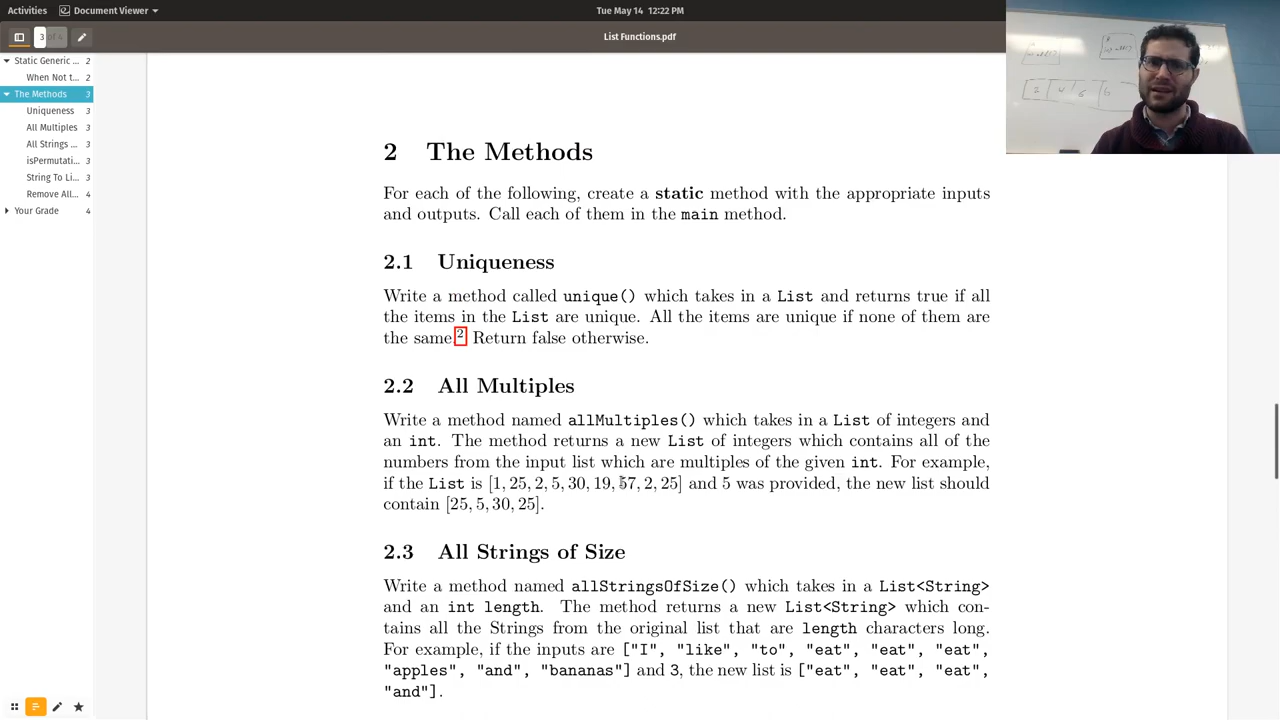 Activities Document Viewer Tue May 14 12:22 PM
3 of 4 List Functions.pdf
Static Generic ... 2
When Not t... 2
The Methods 3
Uniqueness 3
All Multiples 3
All Strings ... 3
isPermutati... 3
String To Li... 3
Remove All... 4
Your Grade 4
2 The Methods
For each of the following, create a static method with the appropriate inputs
and outputs. Call each of them in the main method.
2.1 Uniqueness
Write a method called unique() which takes in a List and returns true if all
the items in the List are unique. All the items are unique if none of them are
the same.2 Return false otherwise.
2.2 All Multiples
Write a method named allMultiples() which takes in a List of integers and
an int. The method returns a new List of integers which contains all of the
numbers from the input list which are multiples of the given int. For example,
if the List is [1, 25, 2, 5, 30, 19, 57, 2, 25] and 5 was provided, the new list should
contain [25, 5, 30, 25].
2.3 All Strings of Size
Write a method named allStringsOfSize() which takes in a List<String>
and an int length. The method returns a new List<String> which con-
tains all the Strings from the original list that are length characters long.
For example, if the inputs are ["I", "like", "to", "eat", "eat", "eat",
"apples", "and", "bananas"] and 3, the new list is ["eat", "eat", "eat",
"and"].